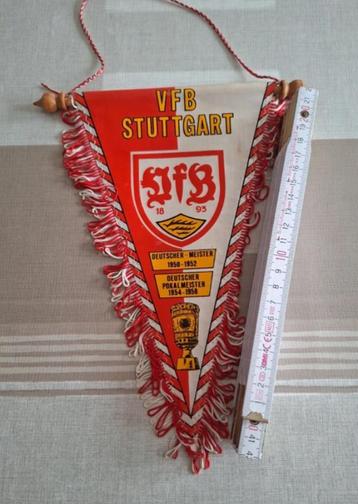 VFB
STUTTGART
VfB
18 93
DEUTSCHER - MEISTER
1950 - 1952
DEUTSCHER
POKALMEISTER
1954 - 1958